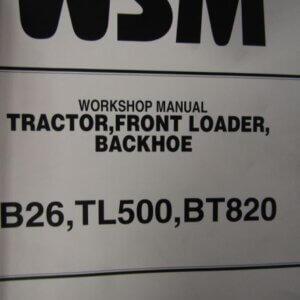 WSM
WORKSHOP MANUAL
TRACTOR,FRONT LOADER,
BACKHOE
B26,TL500,BT820